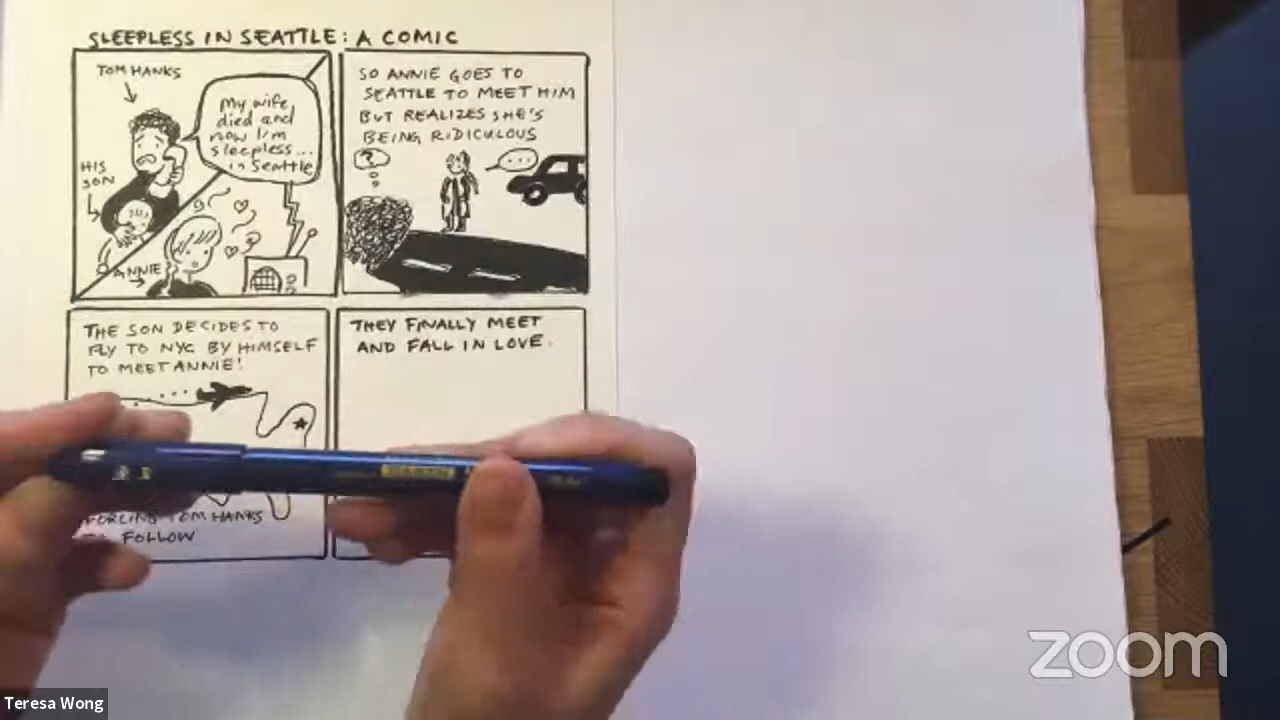 SLEEPLESS IN SEATTLE: A COMIC
TOM HANKS
My wife
died and
now I'm
sleepless...
in Seattle
HIS
SON
ANNIE
SO ANNIE GOES TO
SEATTLE TO MEET HIM
BUT REALIZES SHE'S
BEING RIDICULOUS
?
...
THE SON DECIDES TO
FLY TO NYC BY HIMSELF
TO MEET ANNIE!
FORCING TOM HANKS
FOLLOW
THEY FINALLY MEET
AND FALL IN LOVE.
zoom
Teresa Wong